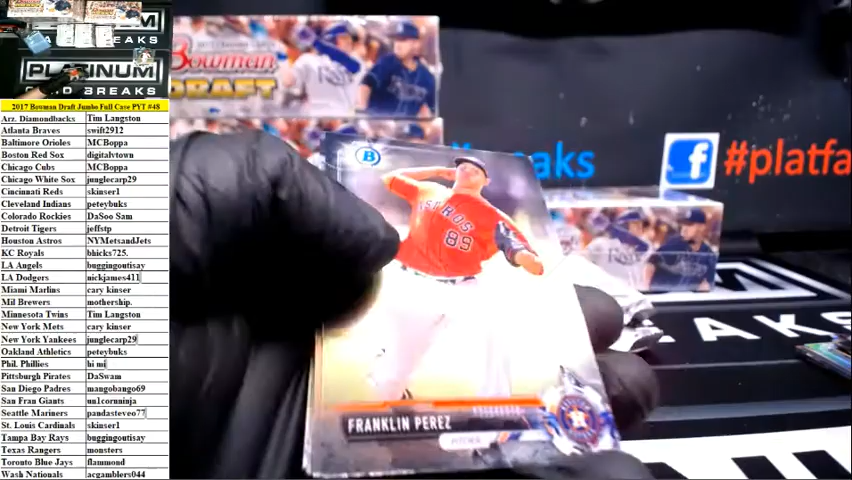 PLATINUM
BREAKS
2017 Bowman Draft Jumbo Full Case PYT #48
Arz. Diamondbacks Tim Langston
Atlanta Braves swift2912
Baltimore Orioles MCBoppa
Boston Red Sox digitaltown
Chicago Cubs MCBoppa
Chicago White Sox junglecarp29
Cincinnati Reds skinser1
Cleveland Indians peteybuks
Colorado Rockies DaSoo Sam
Detroit Tigers jeffstp
Houston Astros NYMetsandJets
KC Royals bhicks725.
LA Angels buggingoutisay
LA Dodgers nickjames411
Miami Marlins cary kinser
Mil Brewers mothership.
Minnesota Twins Tim Langston
New York Mets cary kinser
New York Yankees junglecarp29
Oakland Athletics peteybuks
Phil. Phillies hi mi
Pittsburgh Pirates DaSwam
San Diego Padres mangobango69
San Fran Giants un1cornninja
Seattle Mariners pandasteveo77
St. Louis Cardinals skinser1
Tampa Bay Rays buggingoutisay
Texas Rangers monsters
Toronto Blue Jays flammond
Wash Nationals acgamblers044
Bowman
DRAFT
Rays
B
ASTROS
89
FRANKLIN PEREZ
PITCHER
eaks
f
#platfa
REAKS